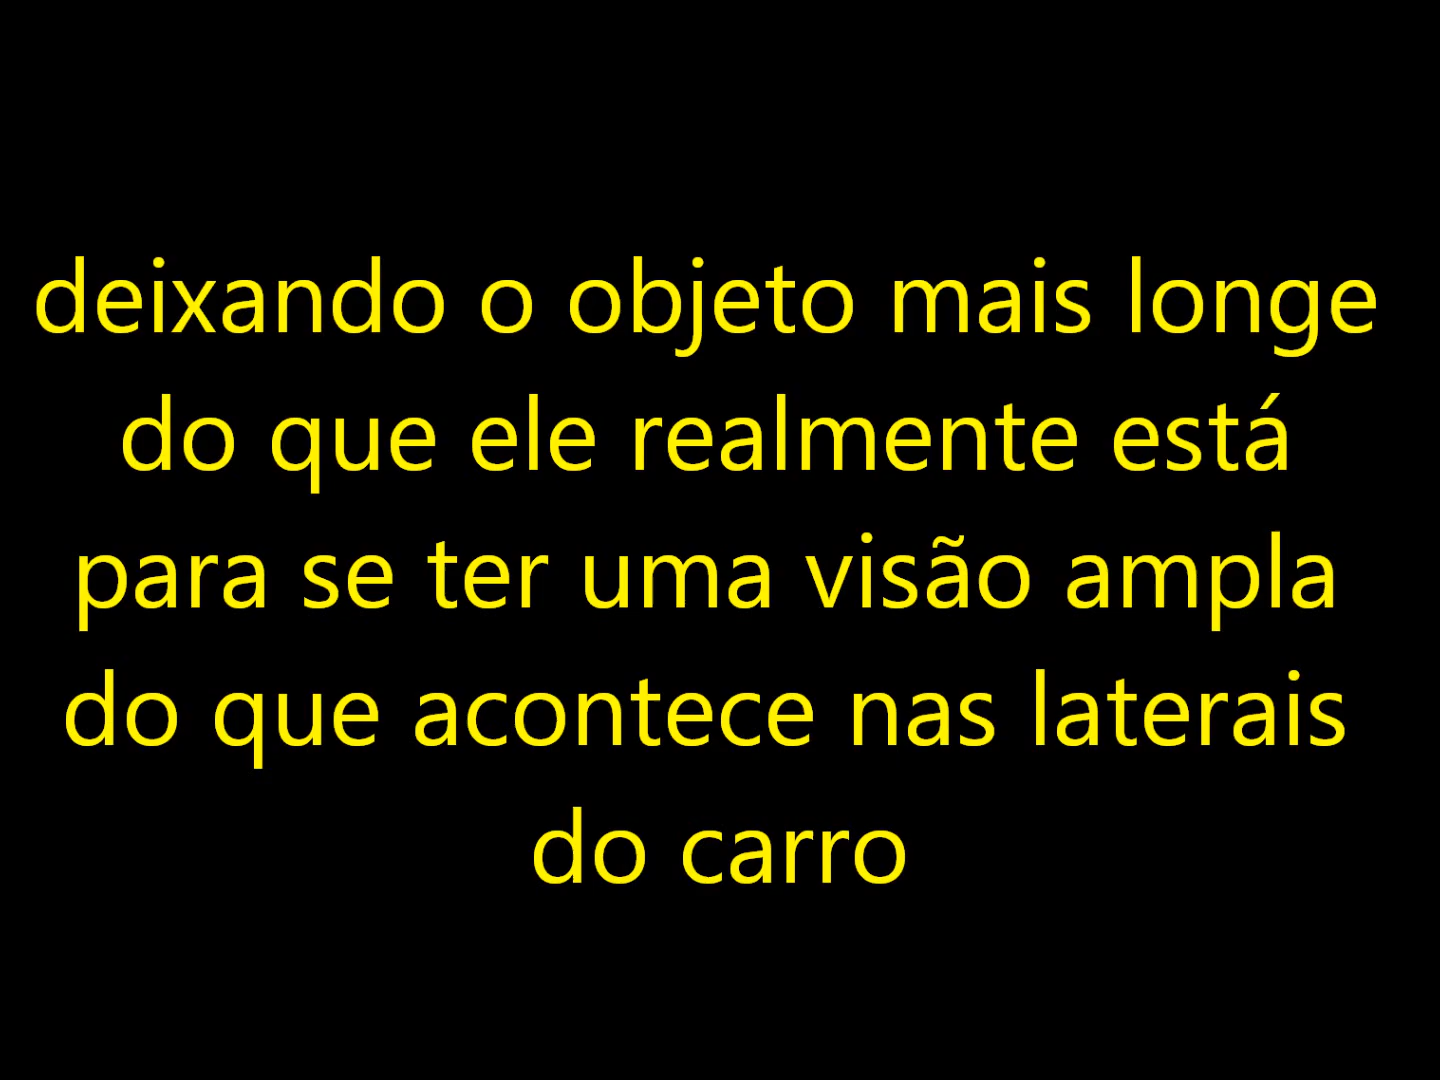 deixando o objeto mais longe
do que ele realmente está
para se ter uma visão ampla
do que acontece nas laterais
do carro